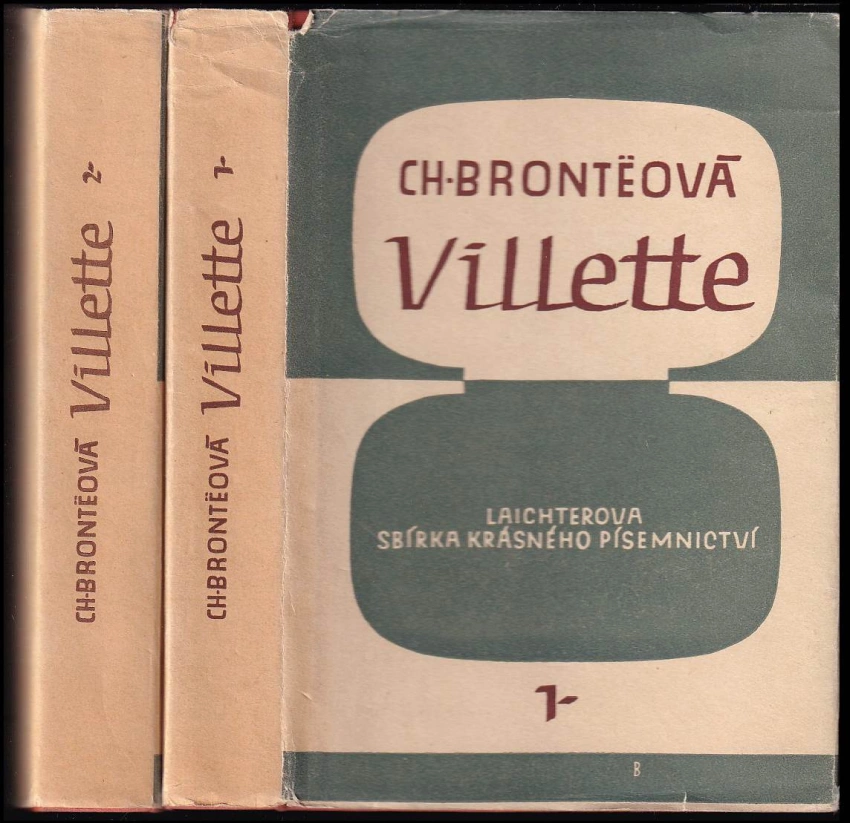 CH·BRONTËOVÁ Villette 2-
CH·BRONTËOVÁ Villette 1-
CH·BRONTËOVÁ
Villette
LAICHTEROVA
SBÍRKA KRÁSNÉHO PÍSEMNICTVÍ
1-
B